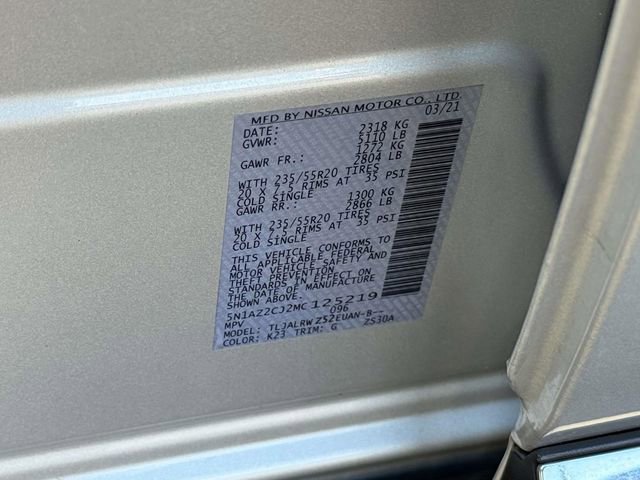 MFD BY NISSAN MOTOR CO., LTD.
DATE: 03/21
GVWR: 2318 KG
5110 LB
GAWR FR.: 1272 KG
2804 LB
WITH 235/55R20 TIRES
20 X 7.5 RIMS AT 35 PSI
COLD SINGLE
GAWR RR.: 1300 KG
2866 LB
WITH 235/55R20 TIRES
20 X 7.5 RIMS AT 35 PSI
COLD SINGLE
THIS VEHICLE CONFORMS TO
ALL APPLICABLE FEDERAL
MOTOR VEHICLE SAFETY AND
THEFT PREVENTION
STANDARDS IN EFFECT ON
THE DATE OF MANUFACTURE
SHOWN ABOVE.
5N1AZ2CJ2MC125219
MPV 096
MODEL: TLJALRWZ52EUAN-B--
COLOR: K23 TRIM: G ZS30A